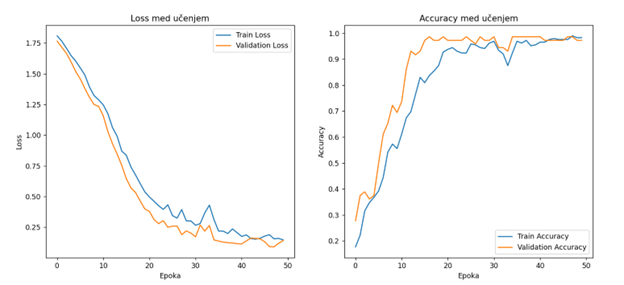 Loss med učenjem
1.75
1.50
1.25
1.00
0.75
0.50
0.25
Loss
0
10
20
30
40
50
Epoka
Train Loss
Validation Loss
Accuracy med učenjem
1.0
0.9
0.8
0.7
0.6
0.5
0.4
0.3
0.2
Accuracy
0
10
20
30
40
50
Epoka
Train Accuracy
Validation Accuracy